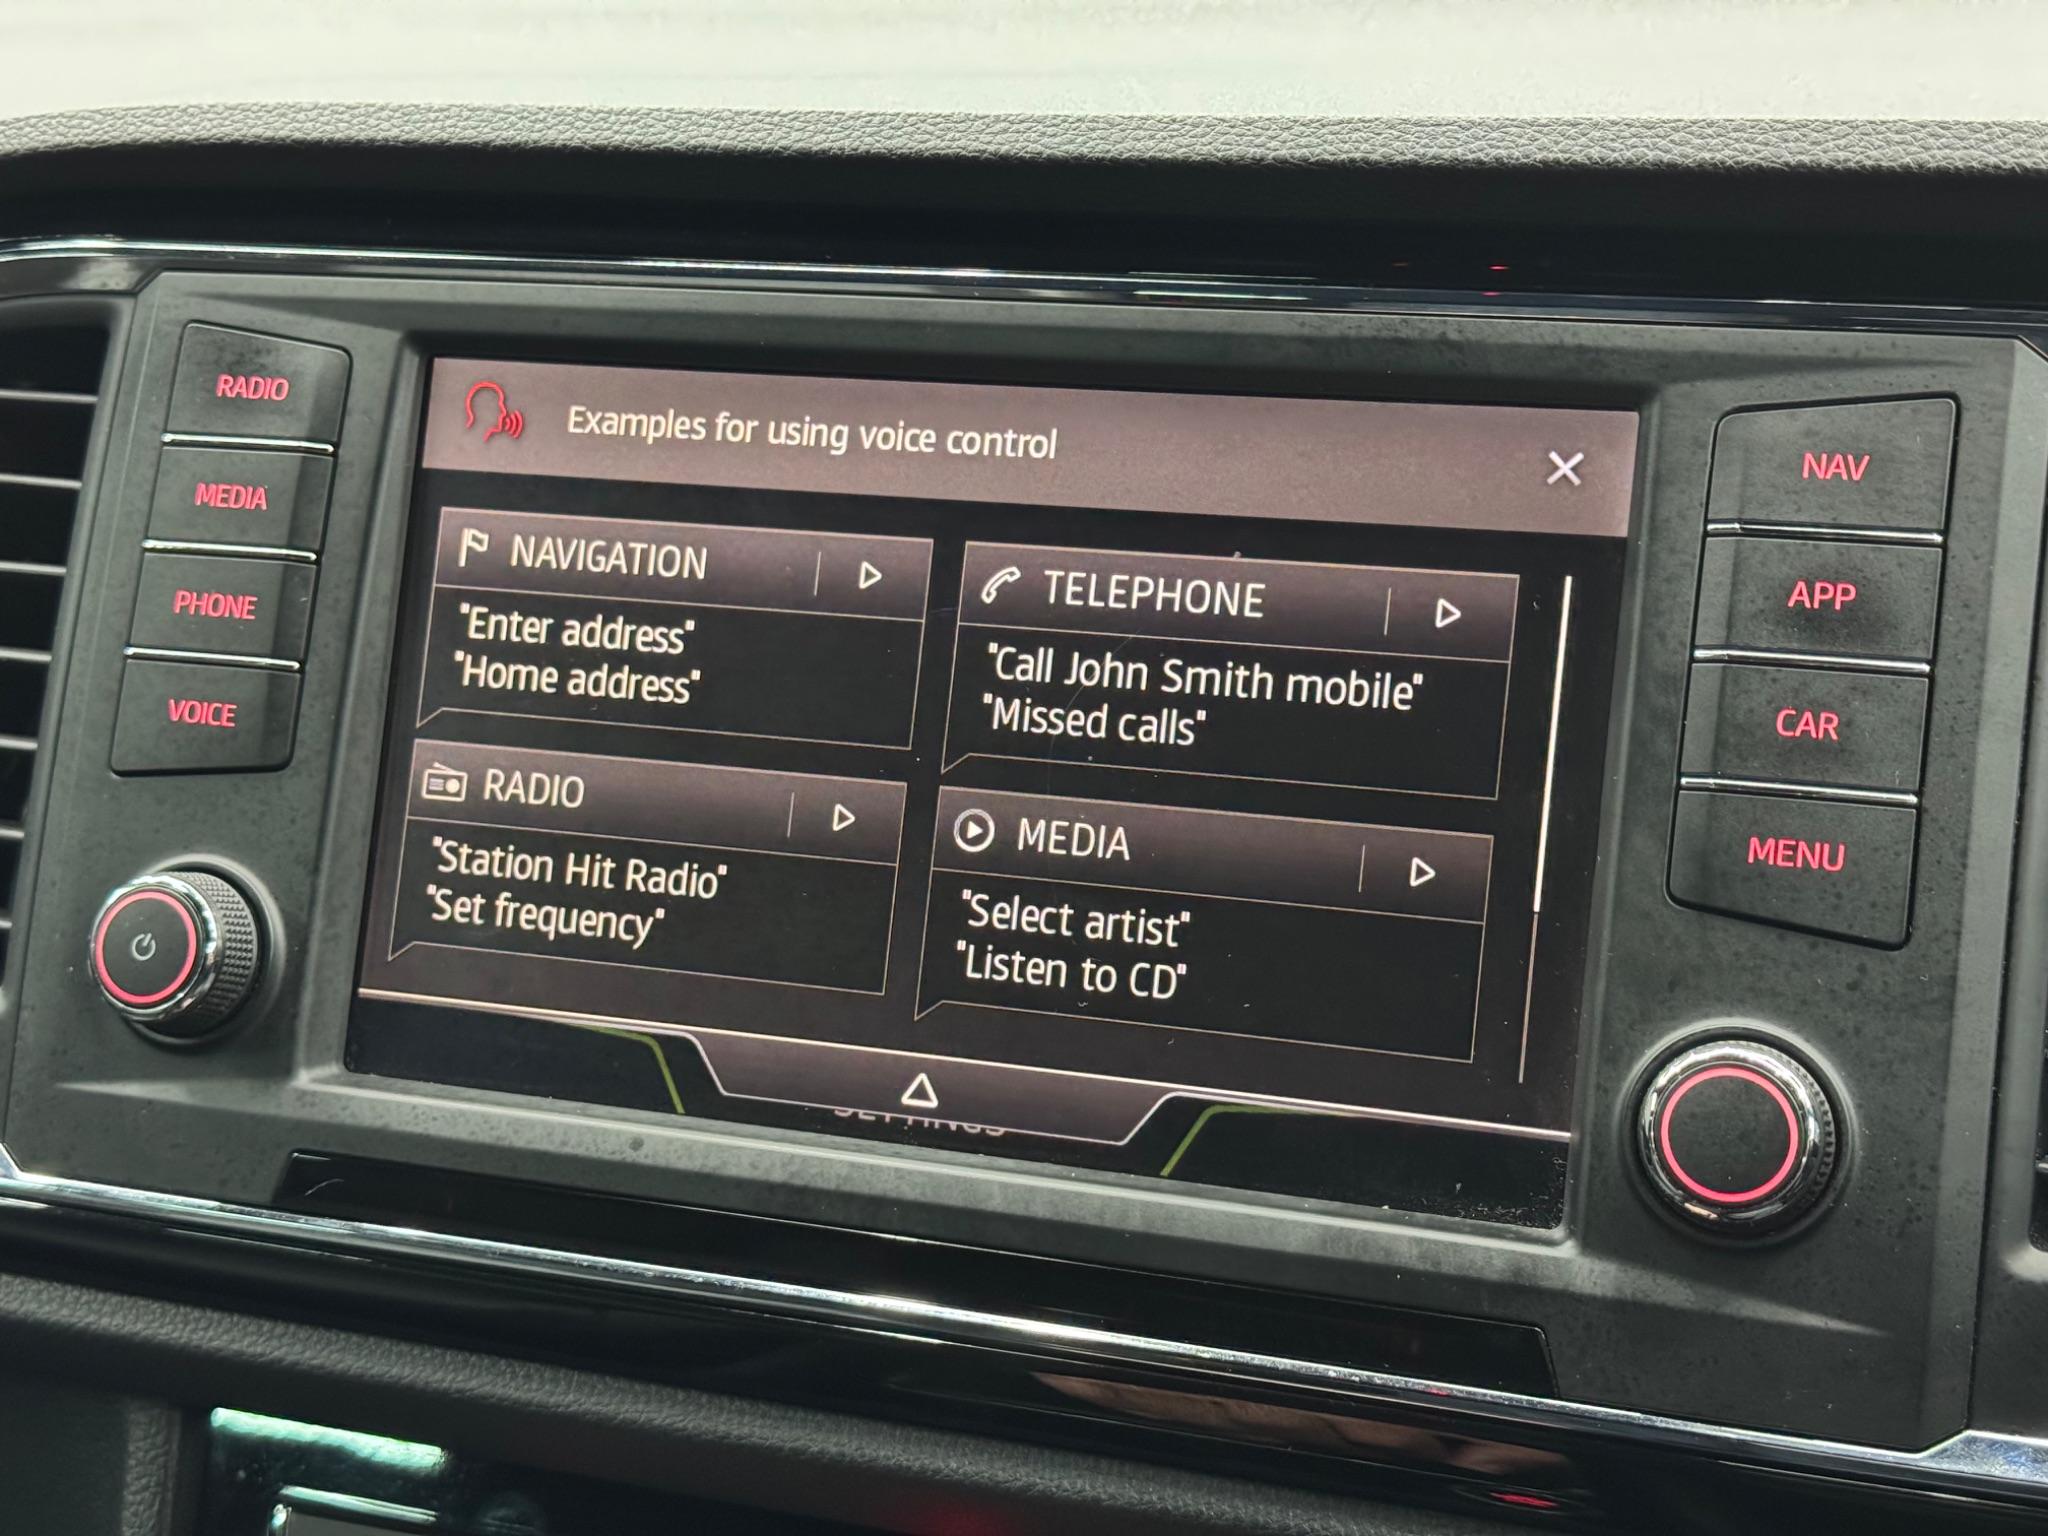 RADIO
MEDIA
PHONE
VOICE
Examples for using voice control
NAVIGATION
"Enter address"
"Home address"
TELEPHONE
"Call John Smith mobile"
"Missed calls"
RADIO
"Station Hit Radio"
"Set frequency"
MEDIA
"Select artist"
"Listen to CD"
SETTINGS
NAV
APP
CAR
MENU